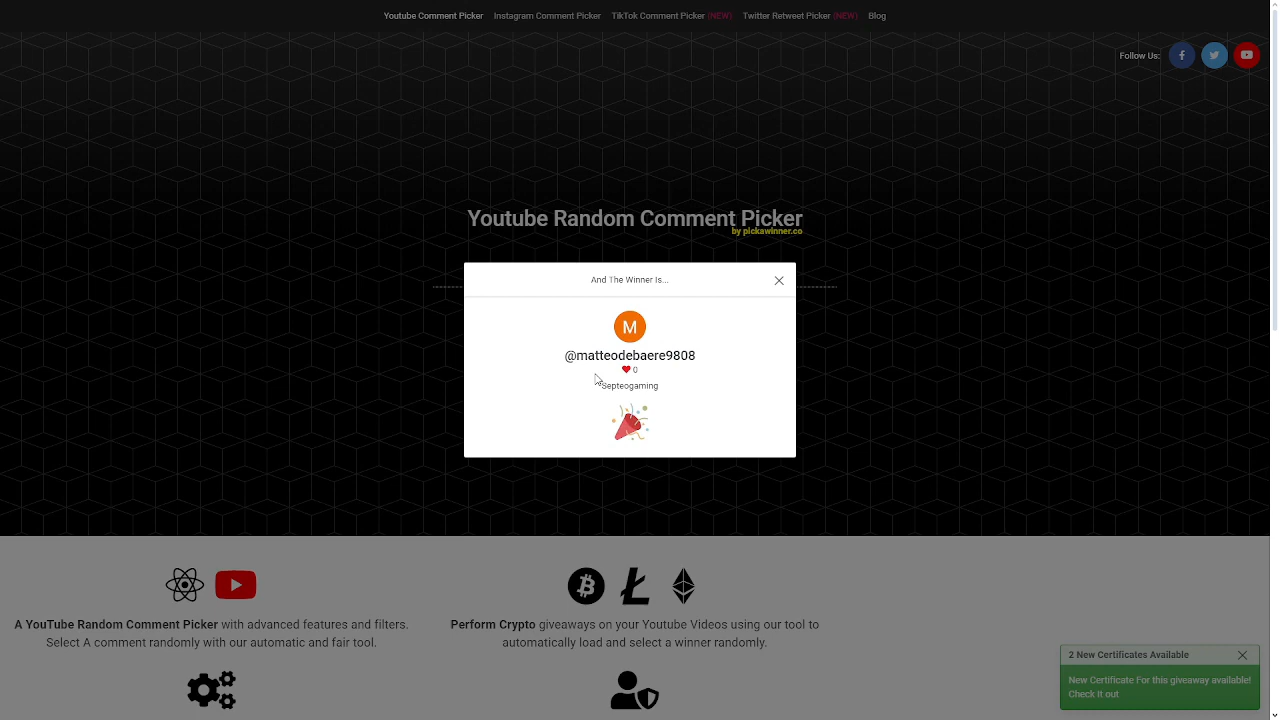 Youtube Comment Picker Instagram Comment Picker TikTok Comment Picker (NEW) Twitter Retweet Picker (NEW) Blog
Follow Us:
Youtube Random Comment Picker
by pickawinner.co
And The Winner Is...
M
@matteodebaere9808
0
Septeogaming
A YouTube Random Comment Picker with advanced features and filters.
Select A comment randomly with our automatic and fair tool.
Perform Crypto giveaways on your Youtube Videos using our tool to
automatically load and select a winner randomly.
2 New Certificates Available
New Certificate For this giveaway available!
Check It out